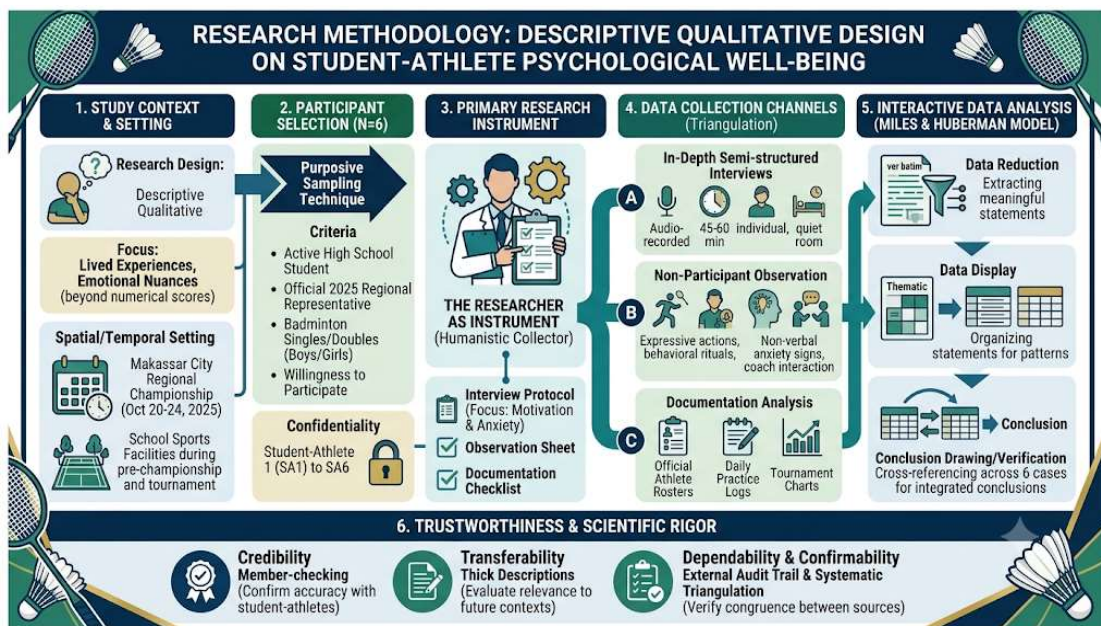 RESEARCH METHODOLOGY: DESCRIPTIVE QUALITATIVE DESIGN
ON STUDENT-ATHLETE PSYCHOLOGICAL WELL-BEING
1. STUDY CONTEXT
& SETTING
?
Research Design:
Descriptive
Qualitative
Focus:
Lived Experiences,
Emotional Nuances
(beyond numerical scores)
Spatial/Temporal Setting
Makassar City
Regional
Championship
(Oct 20-24, 2025)
School Sports
Facilities during
pre-championship
and tournament
2. PARTICIPANT
SELECTION (N=6)
Purposive
Sampling
Technique
Criteria
• Active High School
Student
• Official 2025 Regional
Representative
• Badminton
Singles/Doubles
(Boys/Girls)
• Willingness to
Participate
Confidentiality
Student-Athlete
1 (SA1) to SA6
3. PRIMARY RESEARCH
INSTRUMENT
THE RESEARCHER
AS INSTRUMENT
(Humanistic Collector)
Interview Protocol
(Focus: Motivation
& Anxiety)
Observation Sheet
Documentation
Checklist
4. DATA COLLECTION CHANNELS
(Triangulation)
In-Depth Semi-structured
Interviews
A
Audio-
recorded
45-60
min
individual,
quiet
room
Non-Participant Observation
B
Expressive actions,
behavioral rituals,
Non-verbal
anxiety signs,
coach interaction
Documentation Analysis
C
Official
Athlete
Rosters
Daily
Practice
Logs
Tournament
Charts
5. INTERACTIVE DATA ANALYSIS
(MILES & HUBERMAN MODEL)
ver batim
Data Reduction
Extracting
meaningful
statements
Data Display
Thematic
Organizing
statements for patterns
Conclusion
Conclusion Drawing/Verification
Cross-referencing across 6 cases
for integrated conclusions
6. TRUSTWORTHINESS & SCIENTIFIC RIGOR
Credibility
Member-checking
(Confirm accuracy with
student-athletes)
Transferability
Thick Descriptions
(Evaluate relevance to
future contexts)
Dependability & Confirmability
External Audit Trail & Systematic
Triangulation
(Verify congruence between sources)